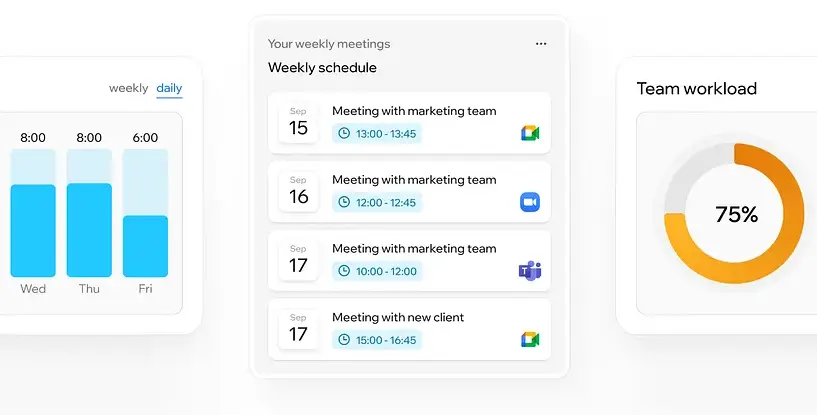 weekly daily
8:00 8:00 6:00
Wed Thu Fri
Your weekly meetings
Weekly schedule
Sep
15
Meeting with marketing team
13:00 - 13:45
Sep
16
Meeting with marketing team
12:00 - 12:45
Sep
17
Meeting with marketing team
10:00 - 12:00
T
Sep
17
Meeting with new client
15:00 - 16:45
Team workload
75%